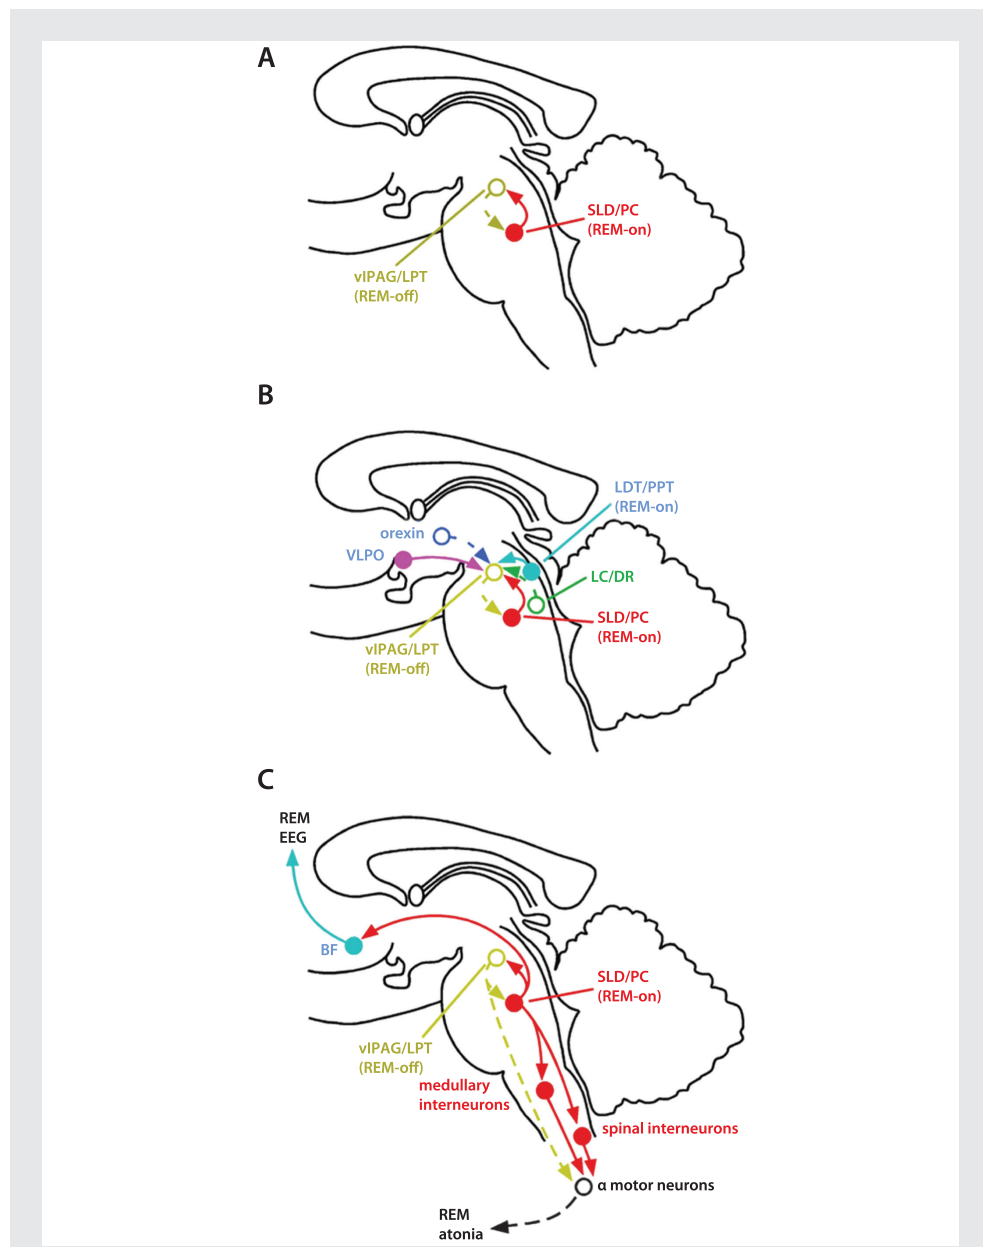 A
SLD/PC
(REM-on)
vlPAG/LPT
(REM-off)
B
LDT/PPT
(REM-on)
orexin
VLPO
LC/DR
SLD/PC
(REM-on)
vlPAG/LPT
(REM-off)
C
REM
EEG
BF
SLD/PC
(REM-on)
vlPAG/LPT
(REM-off)
medullary
interneurons
spinal interneurons
α motor neurons
REM
atonia